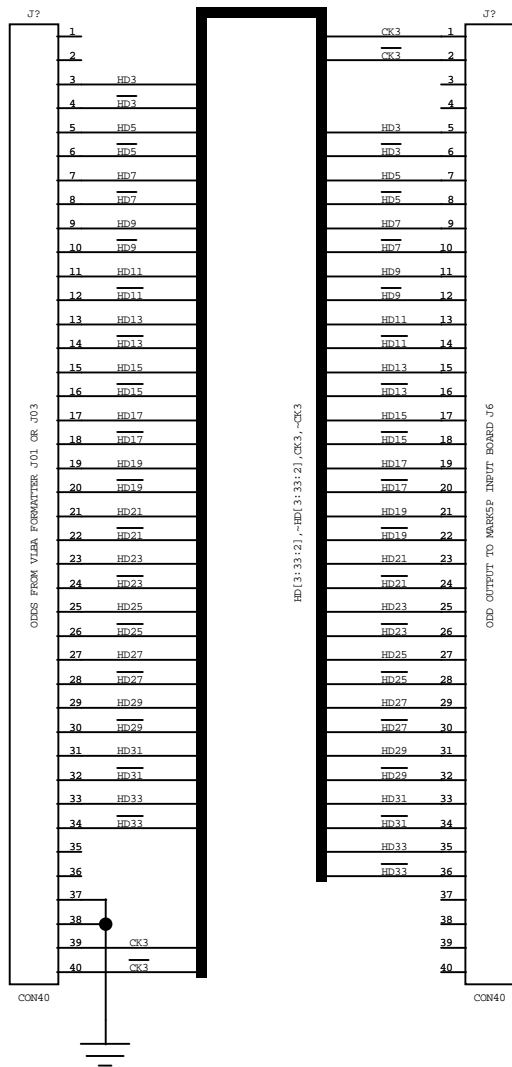 J?
1
2
3 HD3
4 HD3
5 HD5
6 HD5
7 HD7
8 HD7
9 HD9
10 HD9
11 HD11
12 HD11
13 HD13
14 HD13
15 HD15
16 HD15
17 HD17
18 HD17
19 HD19
20 HD19
21 HD21
22 HD21
23 HD23
24 HD23
25 HD25
26 HD25
27 HD27
28 HD27
29 HD29
30 HD29
31 HD31
32 HD31
33 HD33
34 HD33
35
36
37
38
39 CK3
40 CK3
CON40
ODDS FROM VLBA FORMATTER J01 OR J03
HD[3:33:2],~HD[3:33:2],CK3,~CK3
J?
CK3 1
CK3 2
3
4
HD3 5
HD3 6
HD5 7
HD5 8
HD7 9
HD7 10
HD9 11
HD9 12
HD11 13
HD11 14
HD13 15
HD13 16
HD15 17
HD15 18
HD17 19
HD17 20
HD19 21
HD19 22
HD21 23
HD21 24
HD23 25
HD23 26
HD25 27
HD25 28
HD27 29
HD27 30
HD29 31
HD29 32
HD31 33
HD31 34
HD33 35
HD33 36
37
38
39
40
CON40
ODD OUTPUT TO MARK5P INPUT BOARD J6